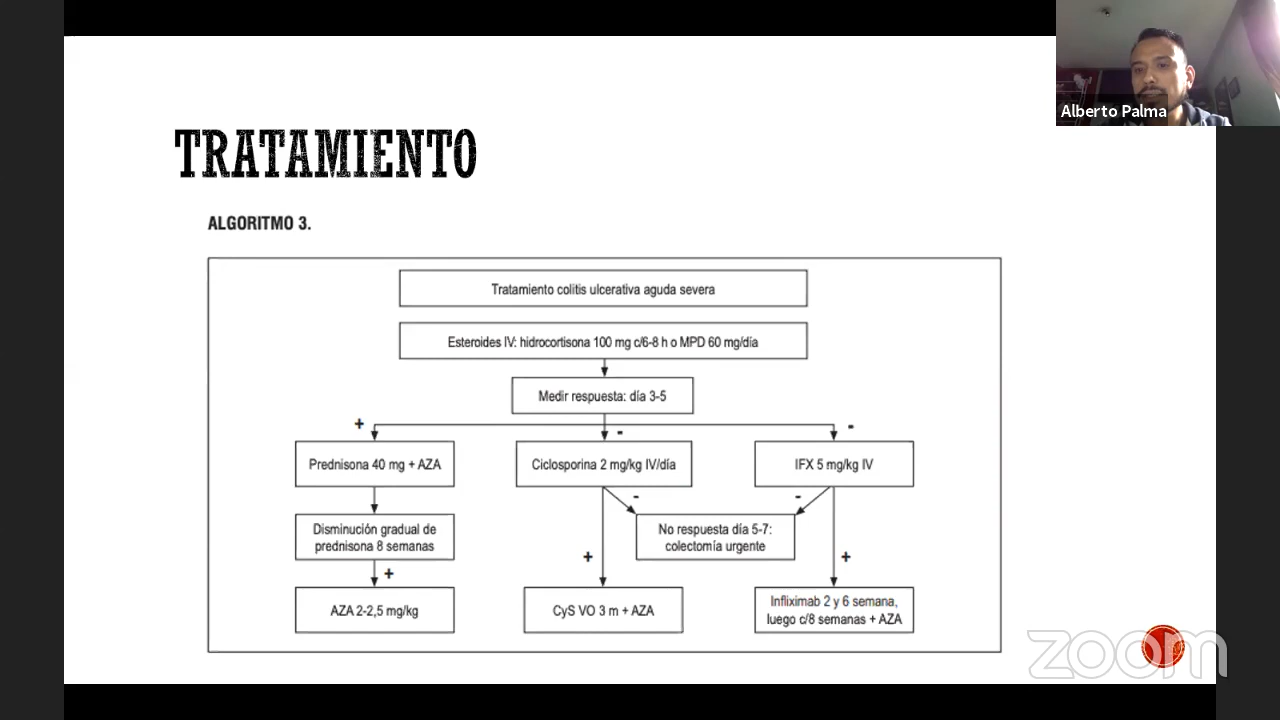 Alberto Palma
TRATAMIENTO
ALGORITMO 3.
Tratamiento colitis ulcerativa aguda severa
Esteroides IV: hidrocortisona 100 mg c/6-8 h o MPD 60 mg/día
Medir respuesta: día 3-5
+
-
-
Prednisona 40 mg + AZA
Ciclosporina 2 mg/kg IV/día
IFX 5 mg/kg IV
-
-
Disminución gradual de
prednisona 8 semanas
No respuesta día 5-7:
colectomía urgente
+
+
+
AZA 2-2,5 mg/kg
CyS VO 3 m + AZA
Infliximab 2 y 6 semana,
luego c/8 semanas + AZA
zoom